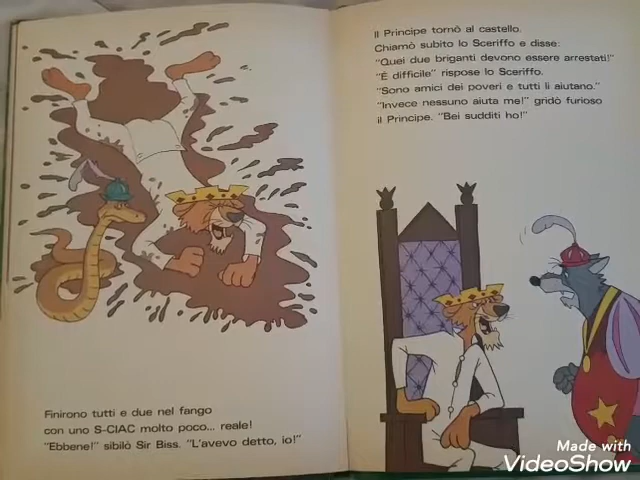 Finirono tutti e due nel fango
con uno S-CIAC molto poco... reale!
"Ebbene!" sibilò Sir Biss. "L'avevo detto, io!"
Il Principe tornò al castello.
Chiamò subito lo Sceriffo e disse:
"Quei due briganti devono essere arrestati!"
"È difficile" rispose lo Sceriffo.
"Sono amici dei poveri e tutti li aiutano."
"Invece nessuno aiuta me!" gridò furioso
il Principe. "Bei sudditi ho!"
Made with
VideoShow